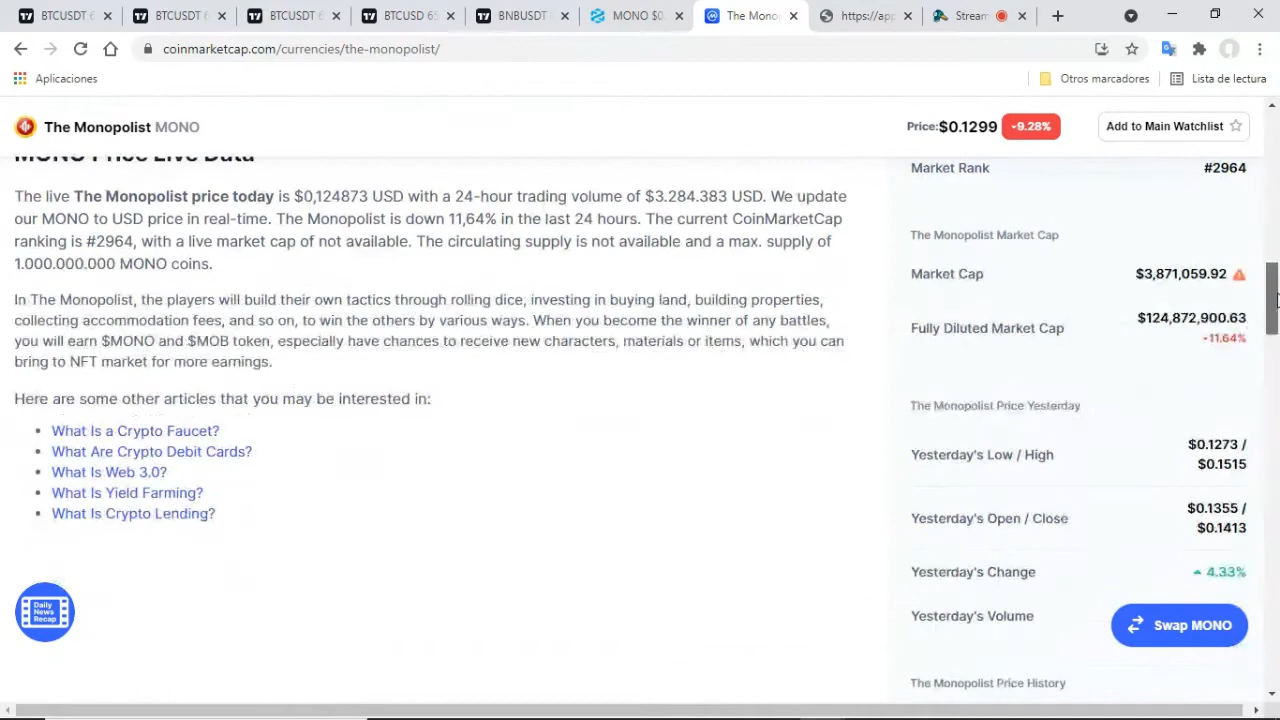 BTCUSDT 6
BTCUSDT 6
BTCUSDT 6
BTCUSD 65
BNBUSDT
MONO $0.
The Mono
https://app
Stream
coinmarketcap.com/currencies/the-monopolist/
Aplicaciones
Otros marcadores
Lista de lectura
The Monopolist MONO
Price:$0.1299
-9.28%
Add to Main Watchlist
MONO Price Live Data
The live The Monopolist price today is $0,124873 USD with a 24-hour trading volume of $3.284.383 USD. We update
our MONO to USD price in real-time. The Monopolist is down 11,64% in the last 24 hours. The current CoinMarketCap
ranking is #2964, with a live market cap of not available. The circulating supply is not available and a max. supply of
1.000.000.000 MONO coins.
In The Monopolist, the players will build their own tactics through rolling dice, investing in buying land, building properties,
collecting accommodation fees, and so on, to win the others by various ways. When you become the winner of any battles,
you will earn $MONO and $MOB token, especially have chances to receive new characters, materials or items, which you can
bring to NFT market for more earnings.
Here are some other articles that you may be interested in:
What Is a Crypto Faucet?
What Are Crypto Debit Cards?
What Is Web 3.0?
What Is Yield Farming?
What Is Crypto Lending?
Daily
News
Recap
Market Rank
#2964
The Monopolist Market Cap
Market Cap
$3,871,059.92
Fully Diluted Market Cap
$124,872,900.63
-11.64%
The Monopolist Price Yesterday
Yesterday's Low / High
$0.1273 /
$0.1515
Yesterday's Open / Close
$0.1355 /
$0.1413
Yesterday's Change
4.33%
Yesterday's Volume
Swap MONO
The Monopolist Price History